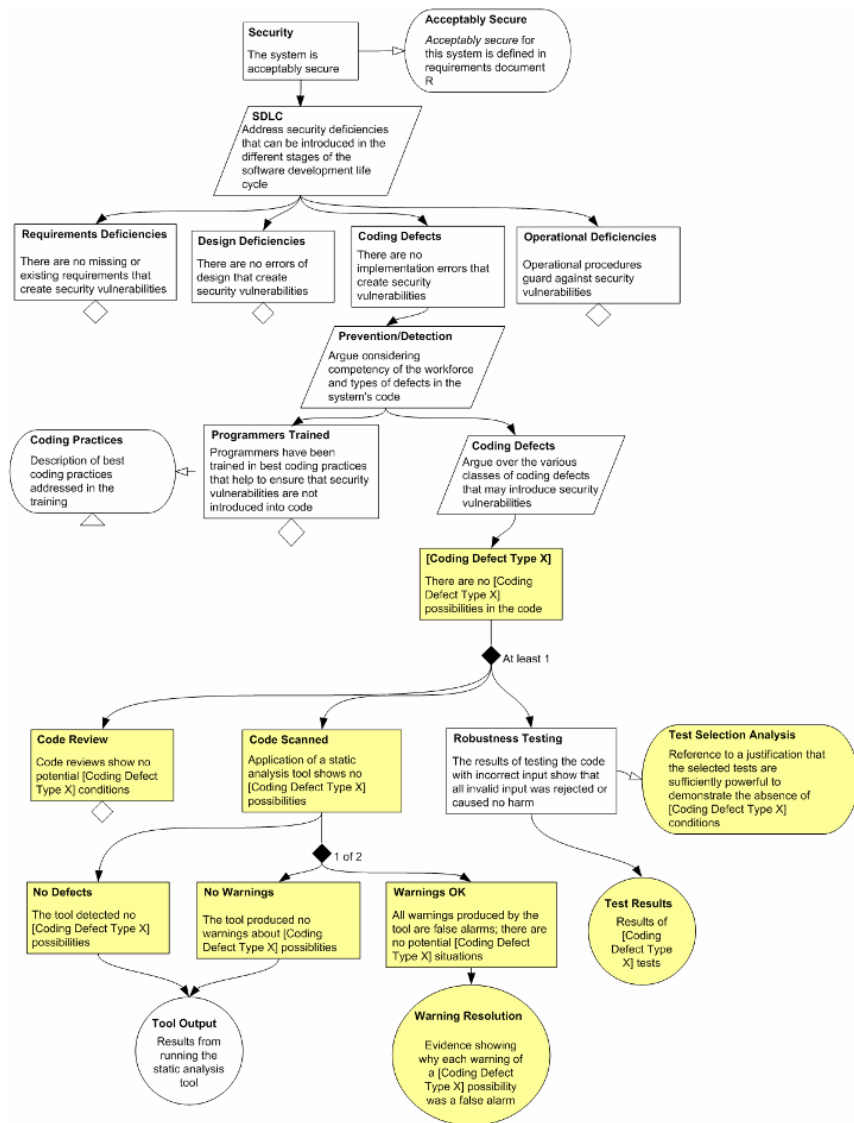 Security
The system is
acceptably secure
Acceptably Secure
Acceptably secure for
this system is defined in
requirements document
R
SDLC
Address security deficiencies
that can be introduced in the
different stages of the
software development life
cycle
Requirements Deficiencies
There are no missing or
existing requirements that
create security vulnerabilities
Design Deficiencies
There are no errors of
design that create
security vulnerabilities
Coding Defects
There are no
implementation errors that
create security
vulnerabilities
Operational Deficiencies
Operational procedures
guard against security
vulnerabilities
Prevention/Detection
Argue considering
competency of the workforce
and types of defects in the
system's code
Coding Practices
Description of best
coding practices
addressed in the
training
Programmers Trained
Programmers have been
trained in best coding practices
that help to ensure that security
vulnerabilities are not
introduced into code
Coding Defects
Argue over the various
classes of coding defects
that may introduce security
vulnerabilities
[Coding Defect Type X]
There are no [Coding
Defect Type X]
possibilities in the code
At least 1
Code Review
Code reviews show no
potential [Coding Defect
Type X] conditions
Code Scanned
Application of a static
analysis tool shows no
[Coding Defect Type X]
possibilities
Robustness Testing
The results of testing the code
with incorrect input show that
all invalid input was rejected or
caused no harm
Test Selection Analysis
Reference to a justification that
the selected tests are
sufficiently powerful to
demonstrate the absence of
[Coding Defect Type X]
conditions
1 of 2
No Defects
The tool detected no
[Coding Defect Type X]
possibilities
No Warnings
The tool produced no
warnings about [Coding
Defect Type X] possiblities
Warnings OK
All warnings produced by the
tool are false alarms; there are
no potential [Coding Defect
Type X] situations
Test Results
Results of
[Coding
Defect Type
X] tests
Tool Output
Results from
running the
static analysis
tool
Warning Resolution
Evidence showing
why each warning of
a [Coding Defect
Type X] possibility
was a false alarm